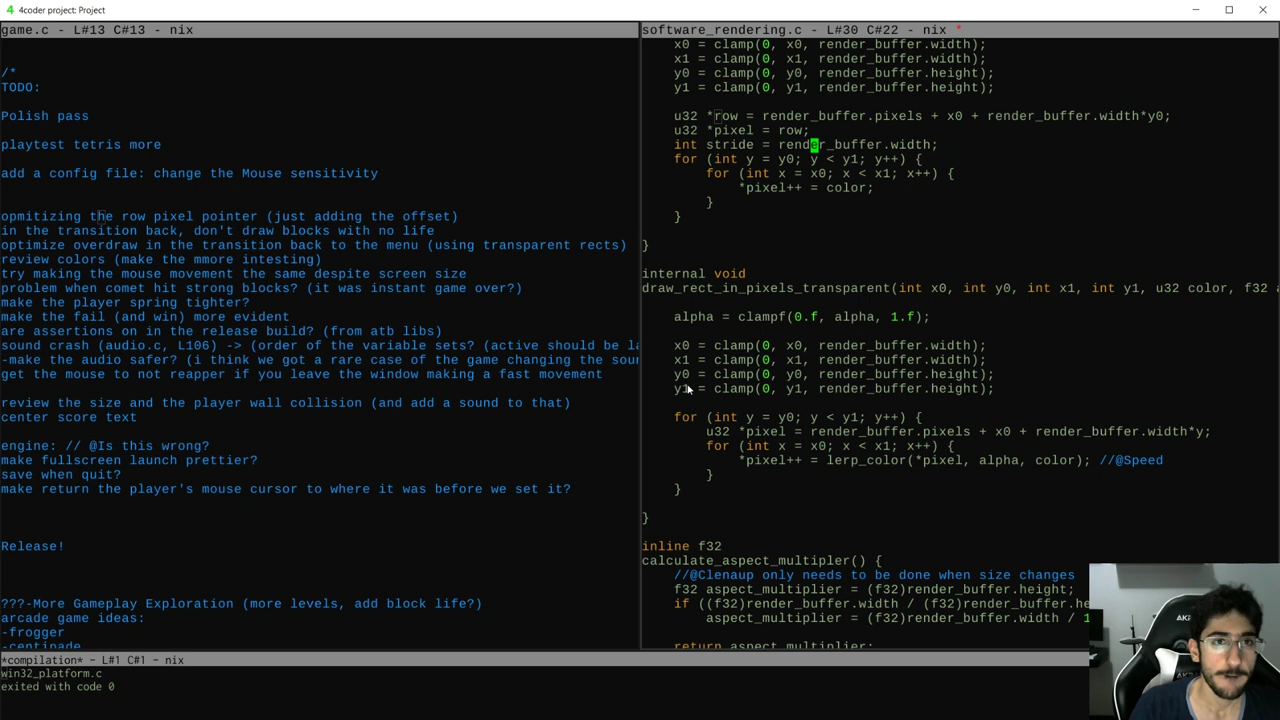 4coder project: Project
game.c - L#13 C#13 - nix
/*
TODO:
Polish pass
playtest tetris more
add a config file: change the Mouse sensitivity
opmitizing the row pixel pointer (just adding the offset)
in the transition back, don't draw blocks with no life
optimize overdraw in the transition back to the menu (using transparent rects)
review colors (make the mmore intesting)
try making the mouse movement the same despite screen size
problem when comet hit strong blocks? (it was instant game over?)
make the player spring tighter?
make the fail (and win) more evident
are assertions on in the release build? (from atb libs)
sound crash (audio.c, L106) -> (order of the variable sets? (active should be la
-make the audio safer? (i think we got a rare case of the game changing the soun
get the mouse to not reapper if you leave the window making a fast movement
review the size and the player wall collision (and add a sound to that)
center score text
engine: // @Is this wrong?
make fullscreen launch prettier?
save when quit?
make return the player's mouse cursor to where it was before we set it?
Release!
???-More Gameplay Exploration (more levels, add block life?)
arcade game ideas:
-frogger
-centipade
software_rendering.c - L#30 C#22 - nix *
x0 = clamp(0, x0, render_buffer.width);
x1 = clamp(0, x1, render_buffer.width);
y0 = clamp(0, y0, render_buffer.height);
y1 = clamp(0, y1, render_buffer.height);
u32 *row = render_buffer.pixels + x0 + render_buffer.width*y0;
u32 *pixel = row;
int stride = render_buffer.width;
for (int y = y0; y < y1; y++) {
for (int x = x0; x < x1; x++) {
*pixel++ = color;
}
}
}
internal void
draw_rect_in_pixels_transparent(int x0, int y0, int x1, int y1, u32 color, f32 a
alpha = clampf(0.f, alpha, 1.f);
x0 = clamp(0, x0, render_buffer.width);
x1 = clamp(0, x1, render_buffer.width);
y0 = clamp(0, y0, render_buffer.height);
y1 = clamp(0, y1, render_buffer.height);
for (int y = y0; y < y1; y++) {
u32 *pixel = render_buffer.pixels + x0 + render_buffer.width*y;
for (int x = x0; x < x1; x++) {
*pixel++ = lerp_color(*pixel, alpha, color); //@Speed
}
}
}
inline f32
calculate_aspect_multipler() {
//@Clenaup only needs to be done when size changes
f32 aspect_multiplier = (f32)render_buffer.height;
if ((f32)render_buffer.width / (f32)render_buffer.he
aspect_multiplier = (f32)render_buffer.width / 1
return aspect_multiplier;
*compilation* - L#1 C#1 - nix
win32_platform.c
exited with code 0